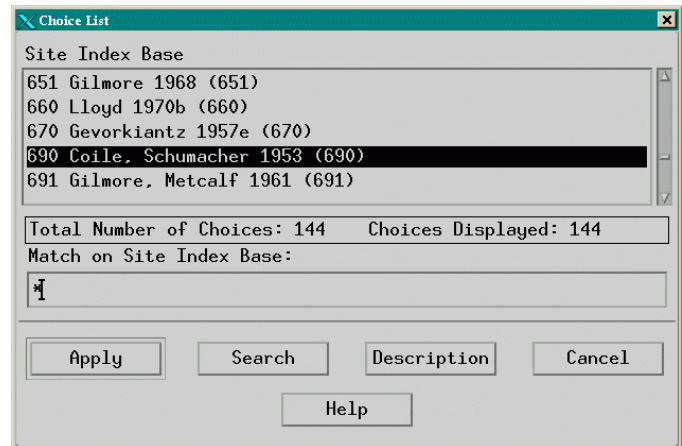 Choice List
Site Index Base
651 Gilmore 1968 (651)
660 Lloyd 1970b (660)
670 Gevorkiantz 1957e (670)
690 Coile, Schumacher 1953 (690)
691 Gilmore, Metcalf 1961 (691)
Total Number of Choices: 144 Choices Displayed: 144
Match on Site Index Base:
*
Apply Search Description Cancel
Help